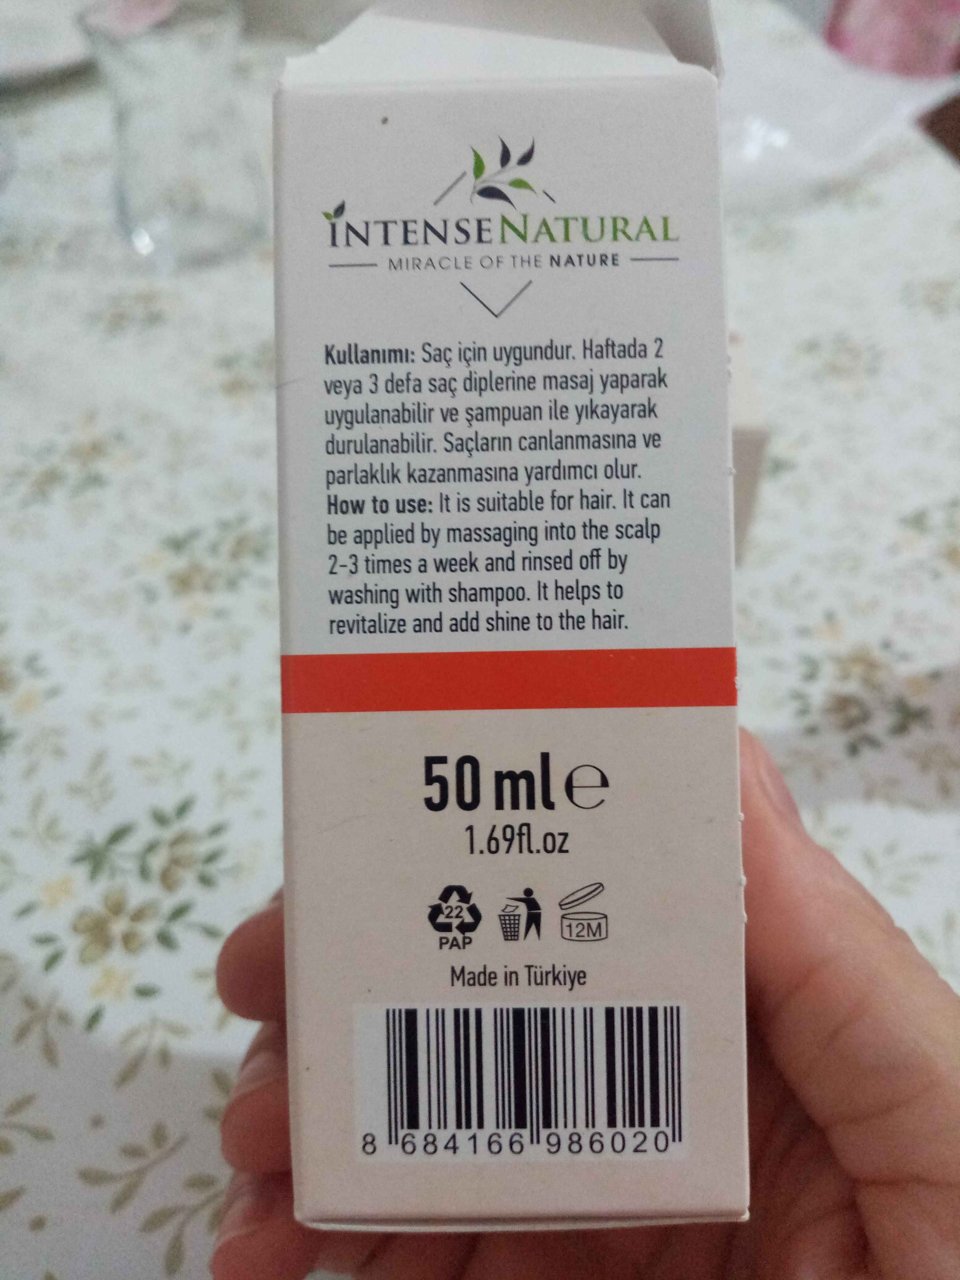 INTENSE NATURAL
MIRACLE OF THE NATURE
Kullanımı: Saç için uygundur. Haftada 2
veya 3 defa saç diplerine masaj yaparak
uygulanabilir ve şampuan ile yıkayarak
durulanabilir. Saçların canlanmasına ve
parlaklık kazanmasına yardımcı olur.
How to use: It is suitable for hair. It can
be applied by massaging into the scalp
2-3 times a week and rinsed off by
washing with shampoo. It helps to
revitalize and add shine to the hair.
50 ml ℮
1.69fl.oz
22
PAP
12M
Made in Türkiye
8 684166 986020